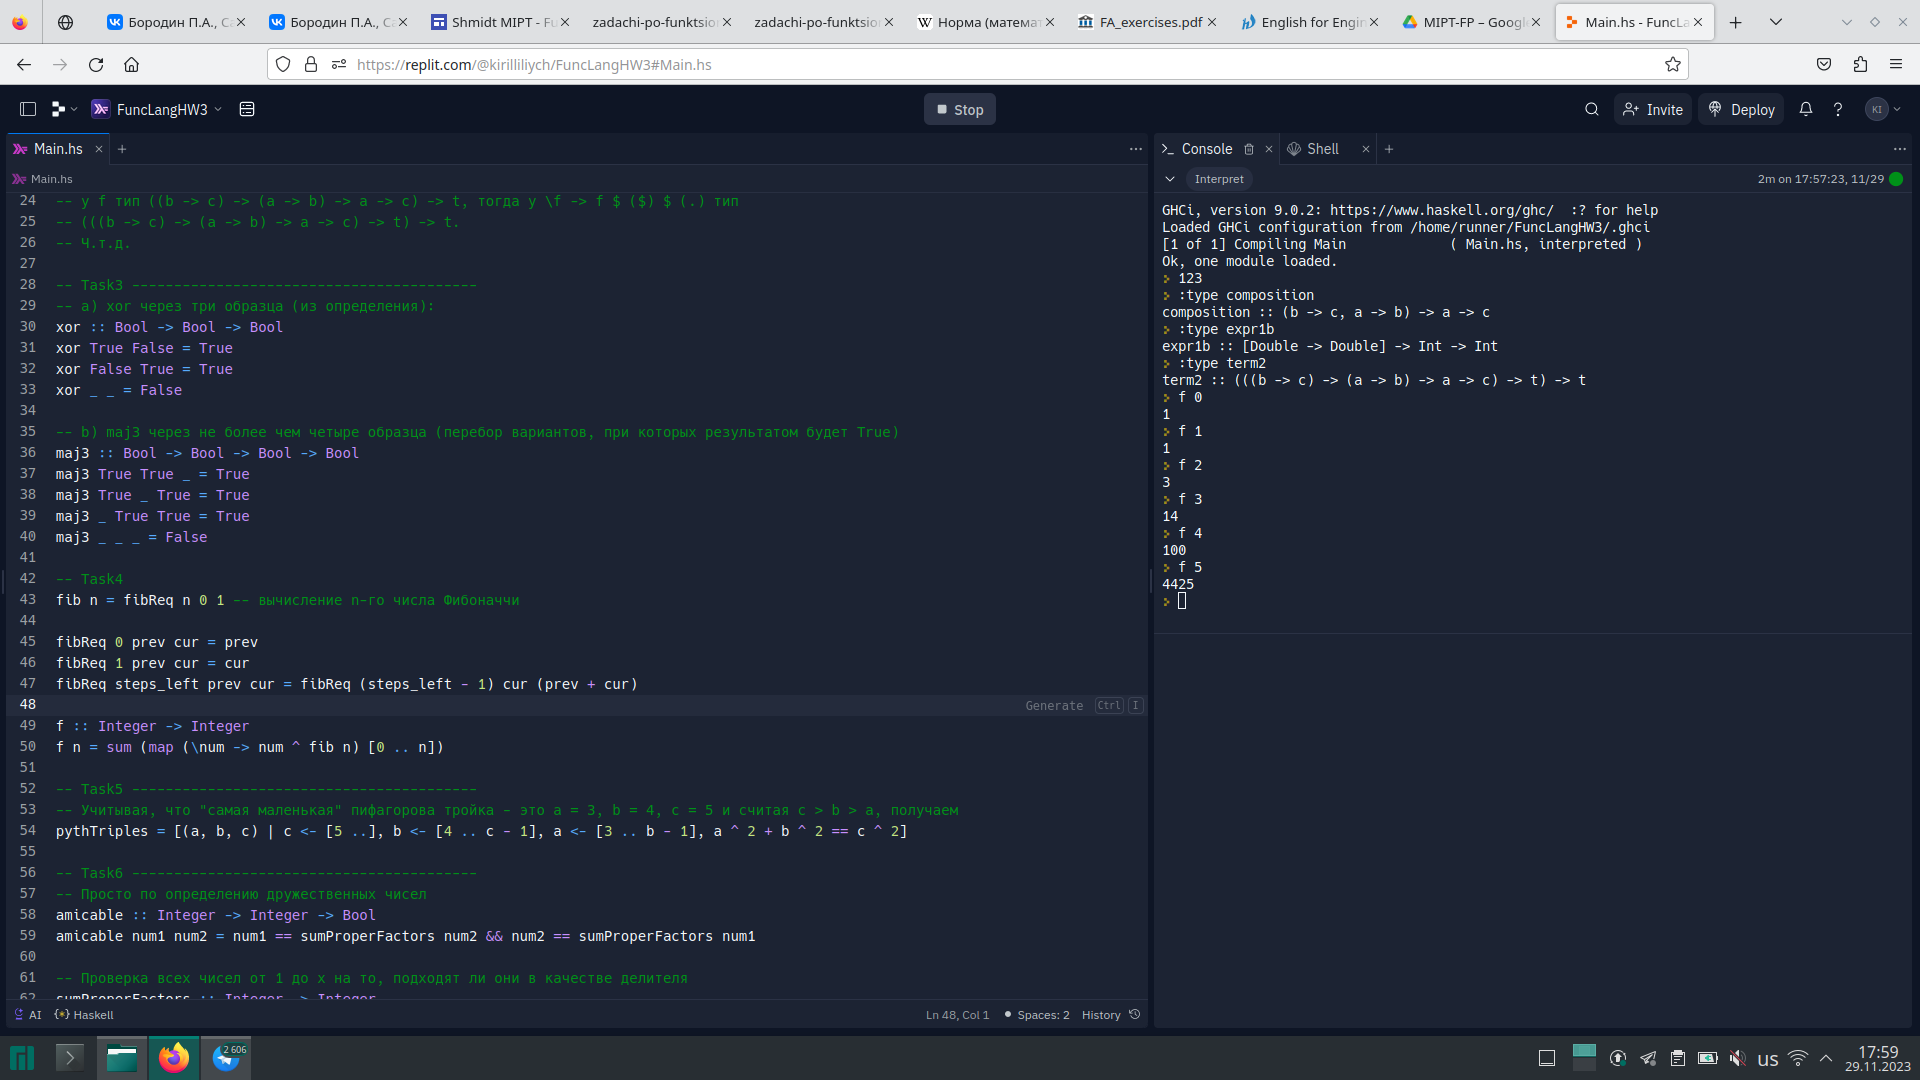 Бородин П.А., Са
Бородин П.А., Са
Shmidt MIPT - Fu
zadachi-po-funktsion
zadachi-po-funktsion
Норма (математ
FA_exercises.pdf
English for Engin
MIPT-FP – Google
Main.hs - FuncLa
https://replit.com/@kirilliliych/FuncLangHW3#Main.hs
FuncLangHW3
Stop
Invite
Deploy
KI
Main.hs
Main.hs
24 -- y f тип ((b -> c) -> (a -> b) -> a -> c) -> t, тогда y \f -> f $ ($) $ (.) тип
25 -- (((b -> c) -> (a -> b) -> a -> c) -> t) -> t.
26 -- Ч.т.д.
27
28 -- Task3 -----------------------------------------
29 -- a) xor через три образца (из определения):
30 xor :: Bool -> Bool -> Bool
31 xor True False = True
32 xor False True = True
33 xor _ _ = False
34
35 -- b) maj3 через не более чем четыре образца (перебор вариантов, при которых результатом будет True)
36 maj3 :: Bool -> Bool -> Bool -> Bool
37 maj3 True True _ = True
38 maj3 True _ True = True
39 maj3 _ True True = True
40 maj3 _ _ _ = False
41
42 -- Task4
43 fib n = fibReq n 0 1 -- вычисление n-го числа Фибоначчи
44
45 fibReq 0 prev cur = prev
46 fibReq 1 prev cur = cur
47 fibReq steps_left prev cur = fibReq (steps_left - 1) cur (prev + cur)
48 Generate Ctrl I
49 f :: Integer -> Integer
50 f n = sum (map (\num -> num ^ fib n) [0 .. n])
51
52 -- Task5 -----------------------------------------
53 -- Учитывая, что "самая маленькая" пифагорова тройка - это a = 3, b = 4, c = 5 и считая c > b > a, получаем
54 pythTriples = [(a, b, c) | c <- [5 ..], b <- [4 .. c - 1], a <- [3 .. b - 1], a ^ 2 + b ^ 2 == c ^ 2]
55
56 -- Task6 -----------------------------------------
57 -- Просто по определению дружественных чисел
58 amicable :: Integer -> Integer -> Bool
59 amicable num1 num2 = num1 == sumProperFactors num2 && num2 == sumProperFactors num1
60
61 -- Проверка всех чисел от 1 до x на то, подходят ли они в качестве делителя
62 sumProperFactors :: Integer -> Integer
AI {*} Haskell
Ln 48, Col 1 Spaces: 2 History
Console
Shell
Interpret
2m on 17:57:23, 11/29
GHCi, version 9.0.2: https://www.haskell.org/ghc/  :? for help
Loaded GHCi configuration from /home/runner/FuncLangHW3/.ghci
[1 of 1] Compiling Main             ( Main.hs, interpreted )
Ok, one module loaded.
123
:type composition
composition :: (b -> c, a -> b) -> a -> c
:type expr1b
expr1b :: [Double -> Double] -> Int -> Int
:type term2
term2 :: (((b -> c) -> (a -> b) -> a -> c) -> t) -> t
f 0
1
f 1
1
f 2
3
f 3
14
f 4
100
f 5
4425
2 606
us
17:59
29.11.2023